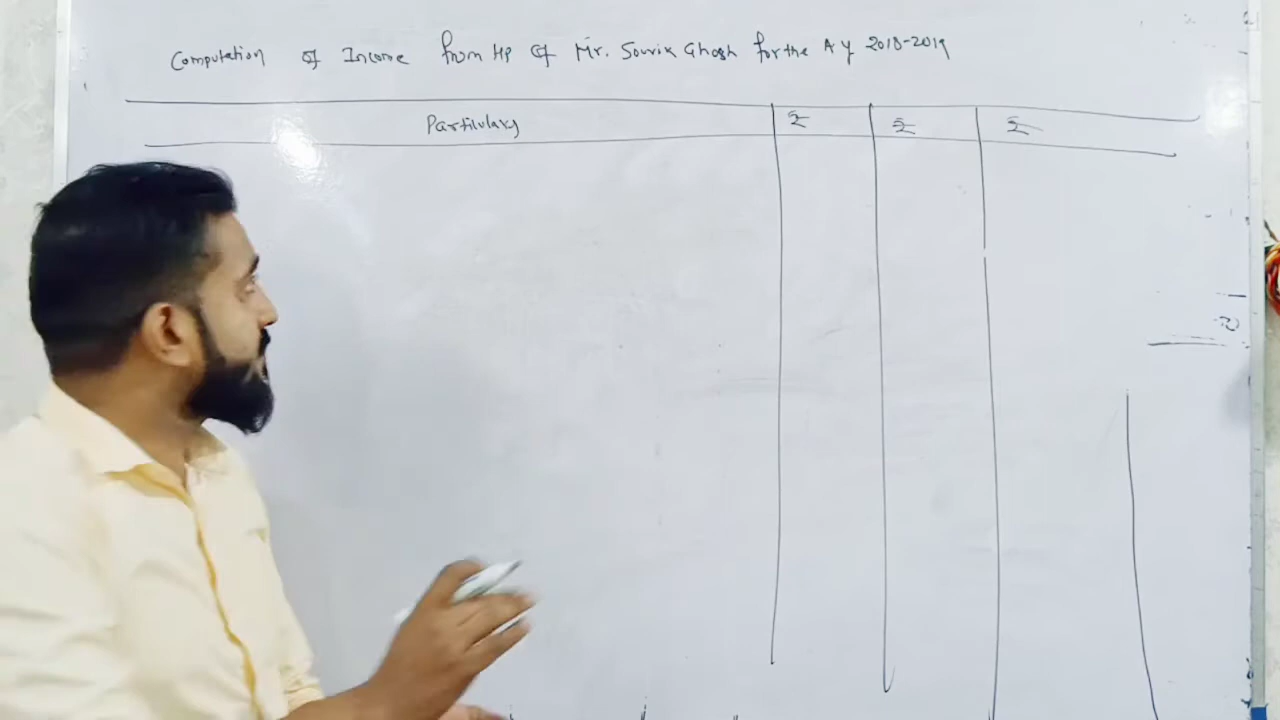 Computation of Income from HP of Mr. Sourik Ghosh for the A Y 2018-2019
Particulars ₹ ₹ ₹